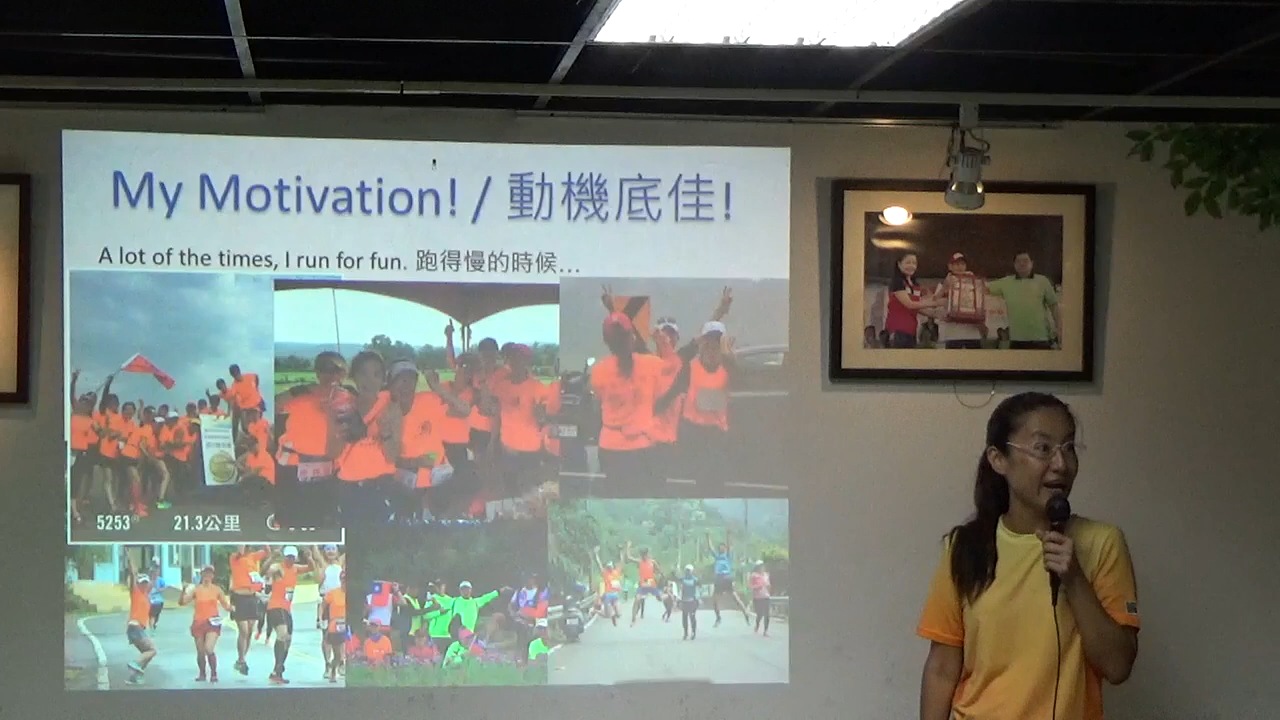 My Motivation! / 動機底佳!
A lot of the times, I run for fun. 跑得慢的時候...
5253
21.3公里